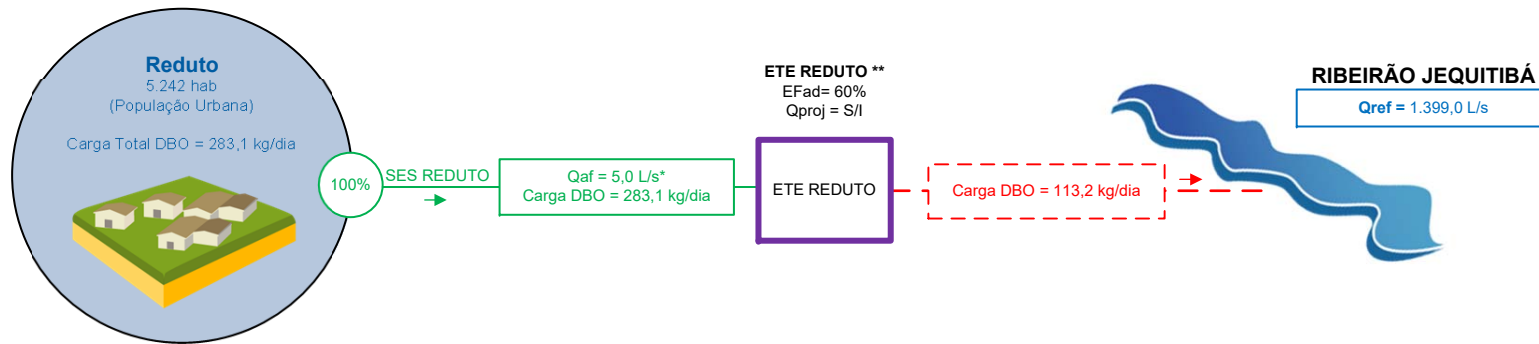 Reduto
5.242 hab
(População Urbana)
Carga Total DBO = 283,1 kg/dia
100%
SES REDUTO
Qaf = 5,0 L/s*
Carga DBO = 283,1 kg/dia
ETE REDUTO **
EFad= 60%
Qproj = S/I
ETE REDUTO
Carga DBO = 113,2 kg/dia
RIBEIRÃO JEQUITIBÁ
Qref = 1.399,0 L/s